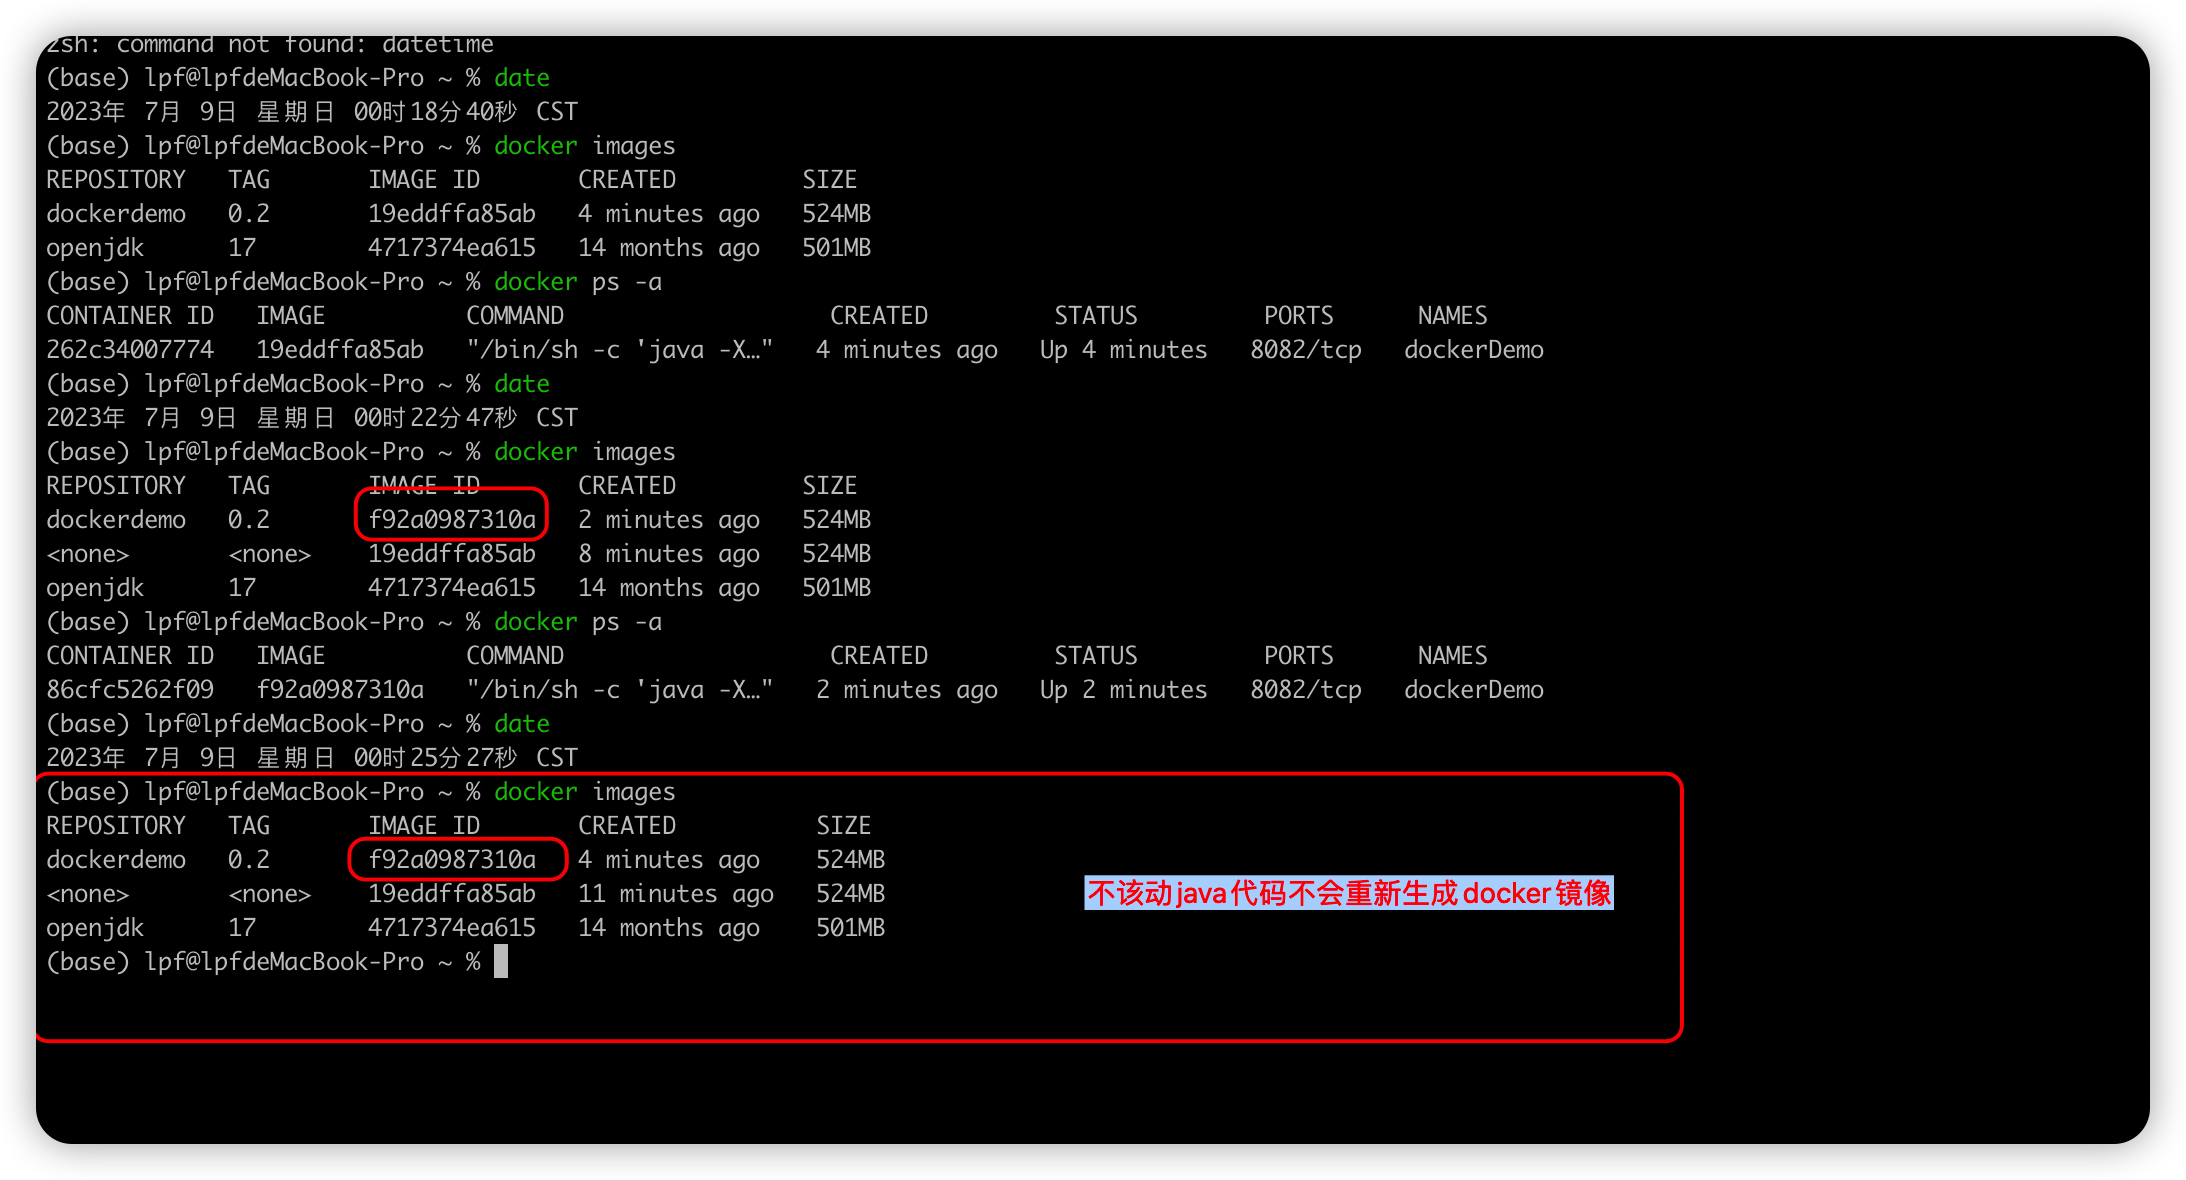 zsh: command not found: datetime
(base) lpf@lpfdeMacBook-Pro ~ % date
2023年 7月 9日 星期日 00时18分40秒 CST
(base) lpf@lpfdeMacBook-Pro ~ % docker images
REPOSITORY   TAG       IMAGE ID       CREATED         SIZE
dockerdemo   0.2       19eddffa85ab   4 minutes ago   524MB
openjdk      17        4717374ea615   14 months ago   501MB
(base) lpf@lpfdeMacBook-Pro ~ % docker ps -a
CONTAINER ID   IMAGE          COMMAND                   CREATED         STATUS         PORTS      NAMES
262c34007774   19eddffa85ab   "/bin/sh -c 'java -X…"   4 minutes ago   Up 4 minutes   8082/tcp   dockerDemo
(base) lpf@lpfdeMacBook-Pro ~ % date
2023年 7月 9日 星期日 00时22分47秒 CST
(base) lpf@lpfdeMacBook-Pro ~ % docker images
REPOSITORY   TAG       IMAGE ID       CREATED         SIZE
dockerdemo   0.2       f92a0987310a   2 minutes ago   524MB
<none>       <none>    19eddffa85ab   8 minutes ago   524MB
openjdk      17        4717374ea615   14 months ago   501MB
(base) lpf@lpfdeMacBook-Pro ~ % docker ps -a
CONTAINER ID   IMAGE          COMMAND                   CREATED         STATUS         PORTS      NAMES
86cfc5262f09   f92a0987310a   "/bin/sh -c 'java -X…"   2 minutes ago   Up 2 minutes   8082/tcp   dockerDemo
(base) lpf@lpfdeMacBook-Pro ~ % date
2023年 7月 9日 星期日 00时25分27秒 CST
(base) lpf@lpfdeMacBook-Pro ~ % docker images
REPOSITORY   TAG       IMAGE ID       CREATED          SIZE
dockerdemo   0.2       f92a0987310a   4 minutes ago    524MB
<none>       <none>    19eddffa85ab   11 minutes ago   524MB
不该动java代码不会重新生成docker镜像
openjdk      17        4717374ea615   14 months ago    501MB
(base) lpf@lpfdeMacBook-Pro ~ %